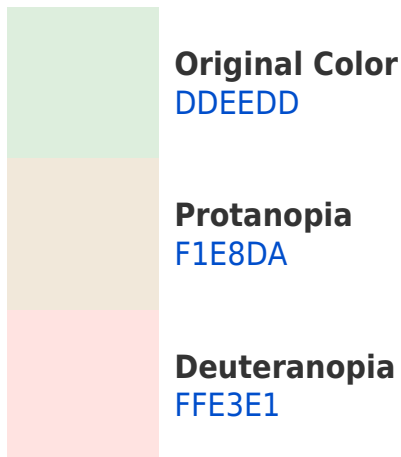 Original Color
DDEEDD
Protanopia
F1E8DA
Deuteranopia
FFE3E1